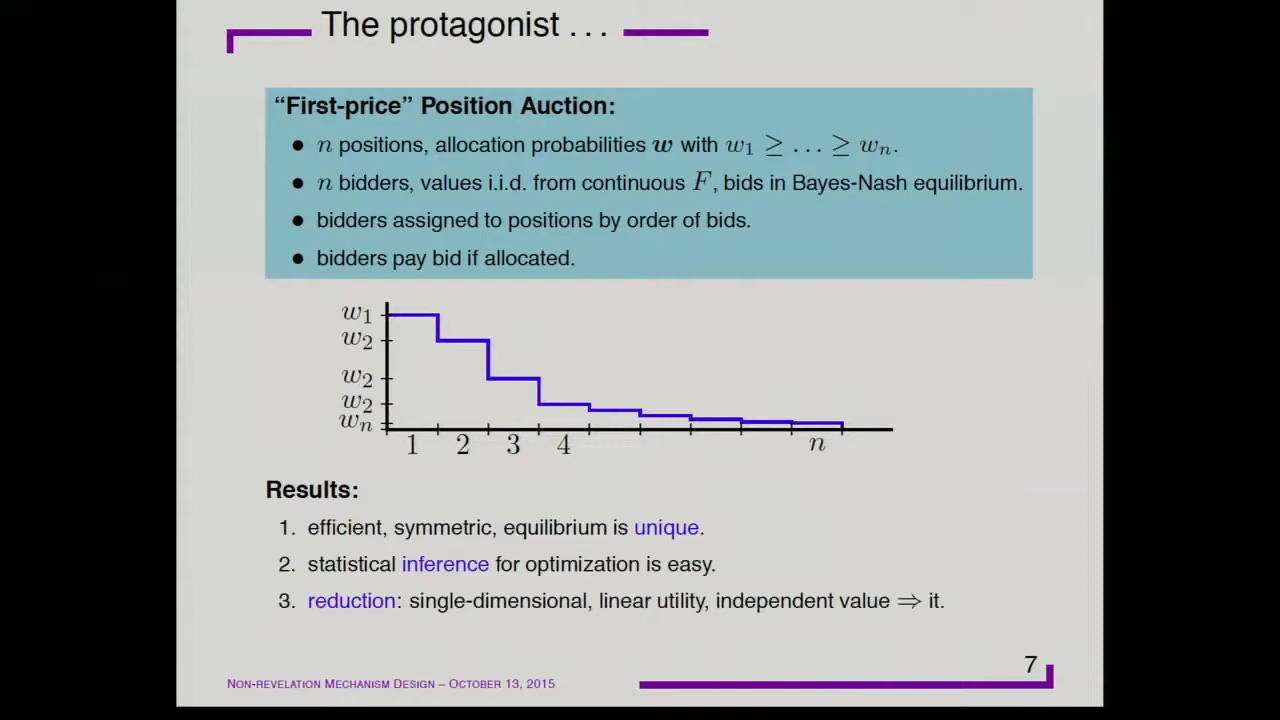 The protagonist . . .
“First-price” Position Auction:
● n positions, allocation probabilities w with w₁ ≥ . . . ≥ wₙ.
● n bidders, values i.i.d. from continuous F, bids in Bayes-Nash equilibrium.
● bidders assigned to positions by order of bids.
● bidders pay bid if allocated.
w₁
w₂
w₂
w₂
wₙ
1 2 3 4 n
Results:
1. efficient, symmetric, equilibrium is unique.
2. statistical inference for optimization is easy.
3. reduction: single-dimensional, linear utility, independent value ⇒ it.
7
NON-REVELATION MECHANISM DESIGN – OCTOBER 13, 2015